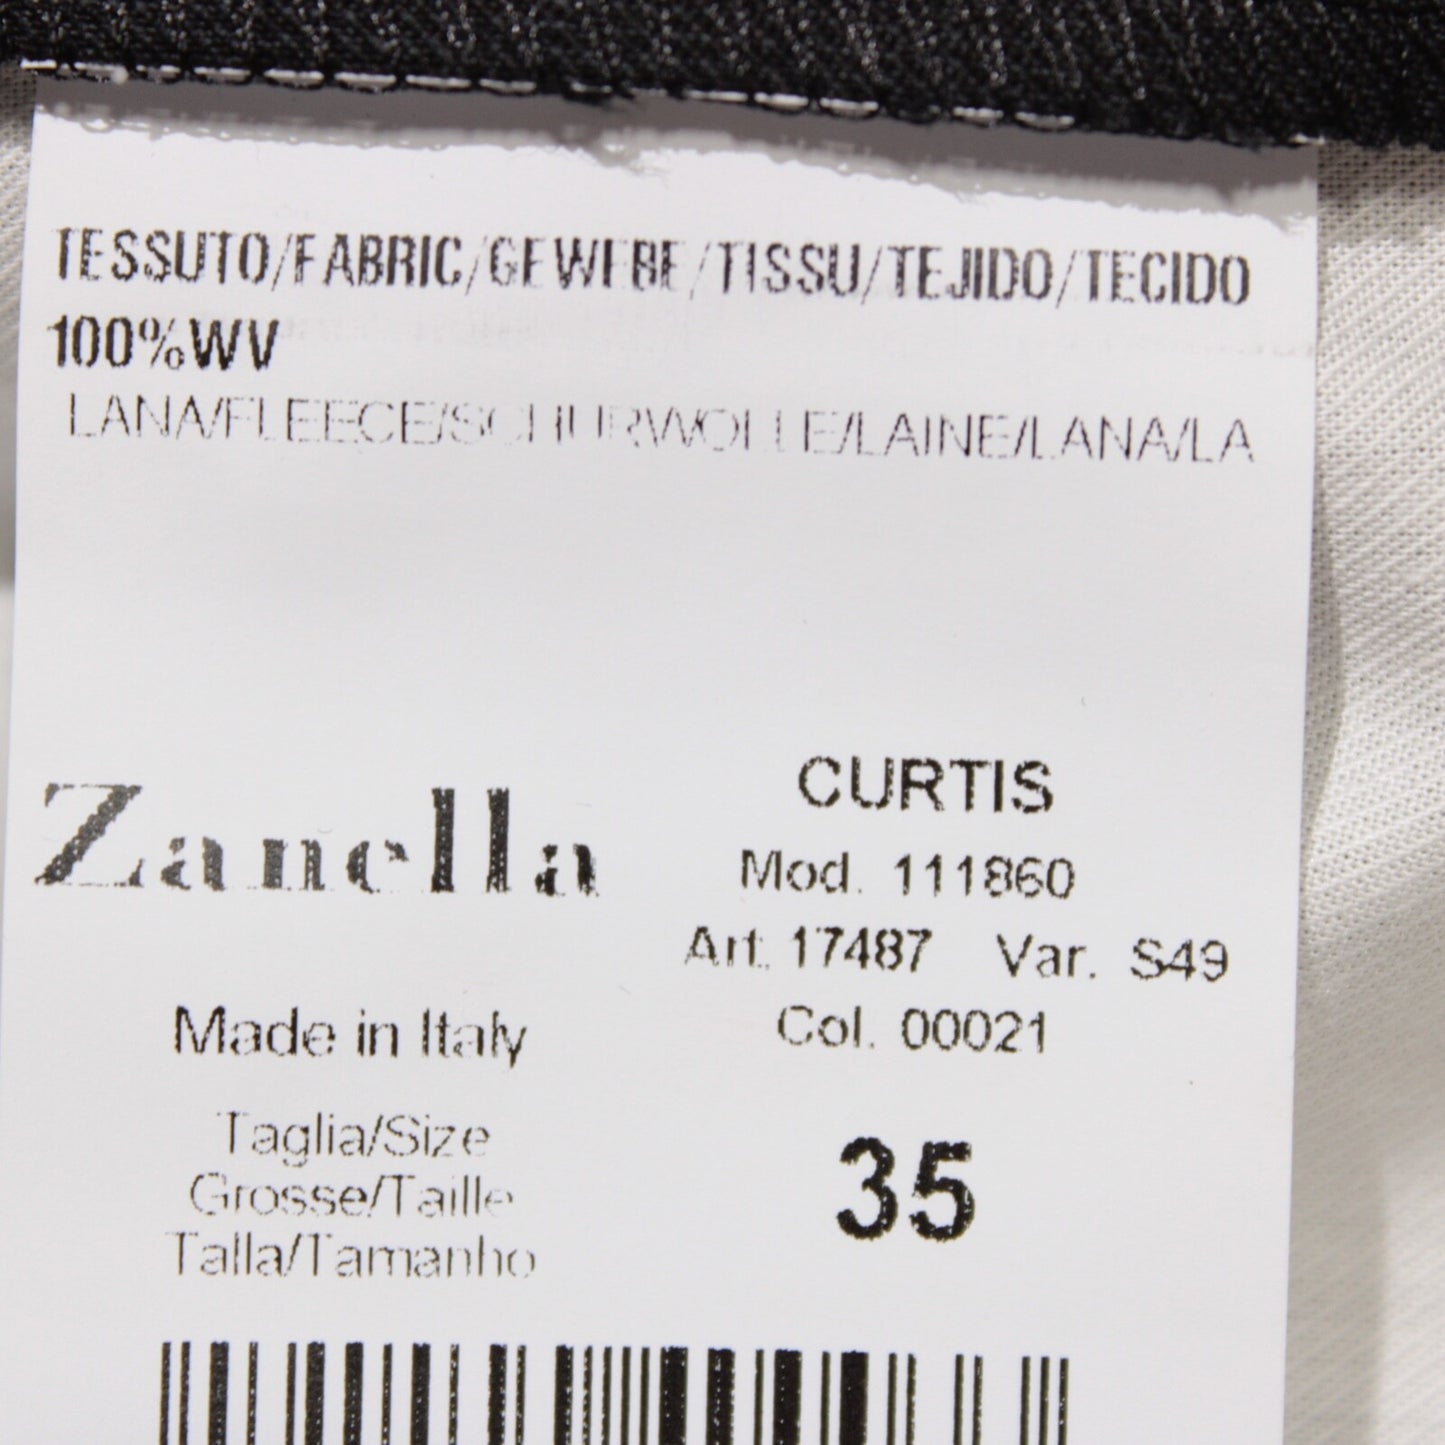 TESSUTO/FABRIC/GEWEBE/TISSU/TEJIDO/TECIDO
100%WV
LANA/FLEECE/SCHURWOLLE/LAINE/LANA/LA
Zanella
CURTIS
Mod. 111860
Art. 17487 Var. S49
Made in Italy
Col. 00021
Taglia/Size
Grosse/Taille
Talla/Tamanho
35